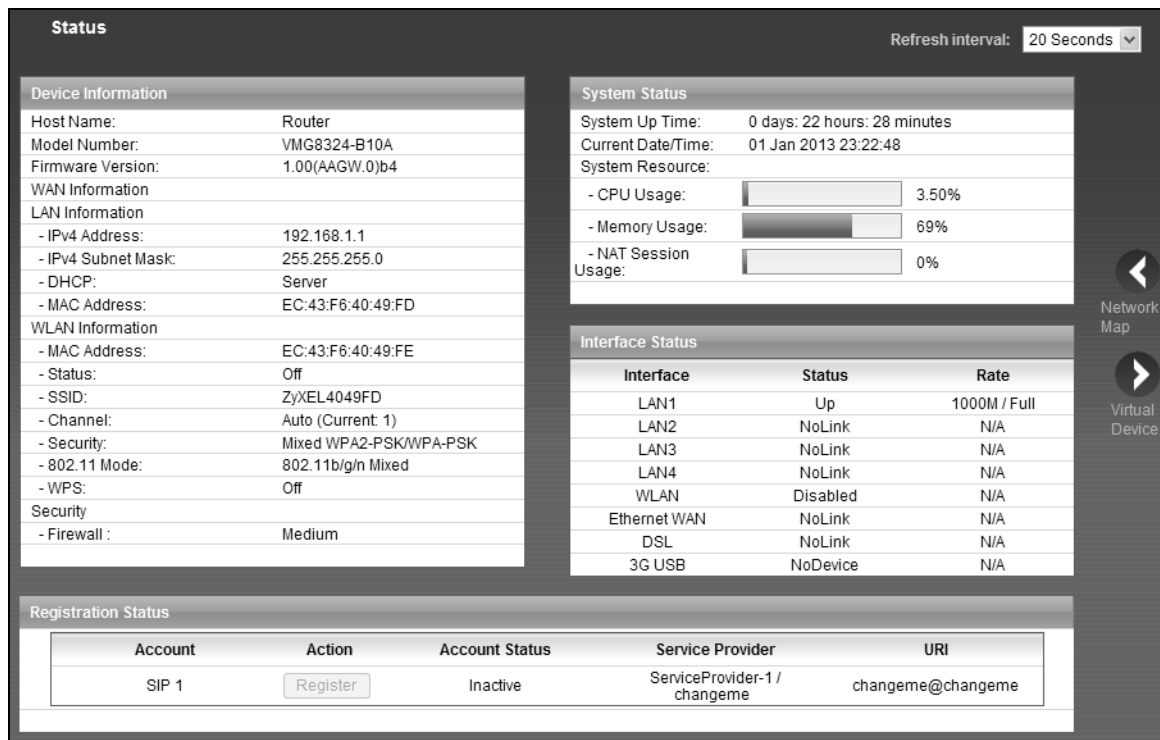 Status
Refresh interval: 20 Seconds
Device Information
Host Name: Router
Model Number: VMG8324-B10A
Firmware Version: 1.00(AAGW.0)b4
WAN Information
LAN Information
- IPv4 Address: 192.168.1.1
- IPv4 Subnet Mask: 255.255.255.0
- DHCP: Server
- MAC Address: EC:43:F6:40:49:FD
WLAN Information
- MAC Address: EC:43:F6:40:49:FE
- Status: Off
- SSID: ZyXEL4049FD
- Channel: Auto (Current: 1)
- Security: Mixed WPA2-PSK/WPA-PSK
- 802.11 Mode: 802.11b/g/n Mixed
- WPS: Off
Security
- Firewall : Medium
System Status
System Up Time: 0 days: 22 hours: 28 minutes
Current Date/Time: 01 Jan 2013 23:22:48
System Resource:
- CPU Usage: 3.50%
- Memory Usage: 69%
- NAT Session
Usage: 0%
Interface Status
Interface Status Rate
LAN1 Up 1000M / Full
LAN2 NoLink N/A
LAN3 NoLink N/A
LAN4 NoLink N/A
WLAN Disabled N/A
Ethernet WAN NoLink N/A
DSL NoLink N/A
3G USB NoDevice N/A
Network
Map
Virtual
Device
Registration Status
Account Action Account Status Service Provider URI
SIP 1 Register Inactive ServiceProvider-1 /
changeme changeme@changeme